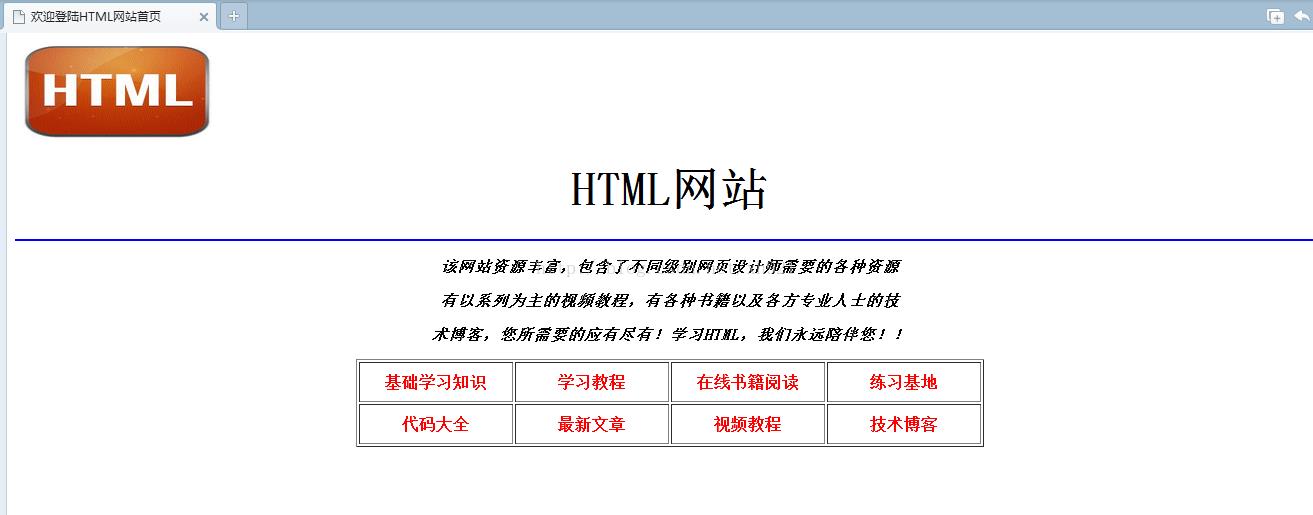 欢迎登陆HTML网站首页
HTML
HTML网站
该网站资源丰富，包含了不同级别网页设计师需要的各种资源
有以系列为主的视频教程，有各种书籍以及各方专业人士的技
术博客，您所需要的应有尽有！学习HTML，我们永远陪伴您！！
基础学习知识 学习教程 在线书籍阅读 练习基地
代码大全 最新文章 视频教程 技术博客